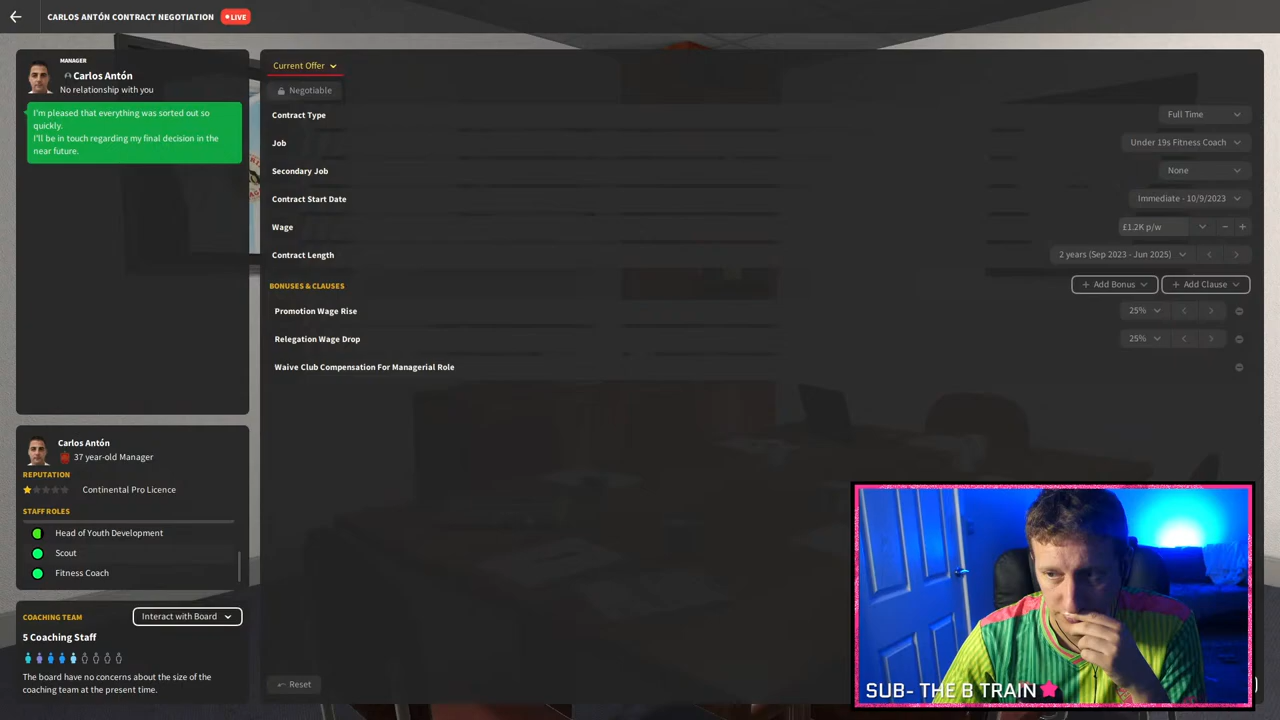 CARLOS ANTÓN CONTRACT NEGOTIATION
LIVE
MANAGER
Carlos Antón
No relationship with you
I'm pleased that everything was sorted out so
quickly.
I'll be in touch regarding my final decision in the
near future.
Carlos Antón
37 year-old Manager
REPUTATION
Continental Pro Licence
STAFF ROLES
Head of Youth Development
Scout
Fitness Coach
COACHING TEAM
Interact with Board
5 Coaching Staff
The board have no concerns about the size of the
coaching team at the present time.
Current Offer
Negotiable
Contract Type
Full Time
Job
Under 19s Fitness Coach
Secondary Job
None
Contract Start Date
Immediate - 10/9/2023
Wage
£1.2K p/w
Contract Length
2 years (Sep 2023 - Jun 2025)
BONUSES & CLAUSES
Add Bonus
Add Clause
Promotion Wage Rise
25%
Relegation Wage Drop
25%
Waive Club Compensation For Managerial Role
Reset
SUB- THE B TRAIN